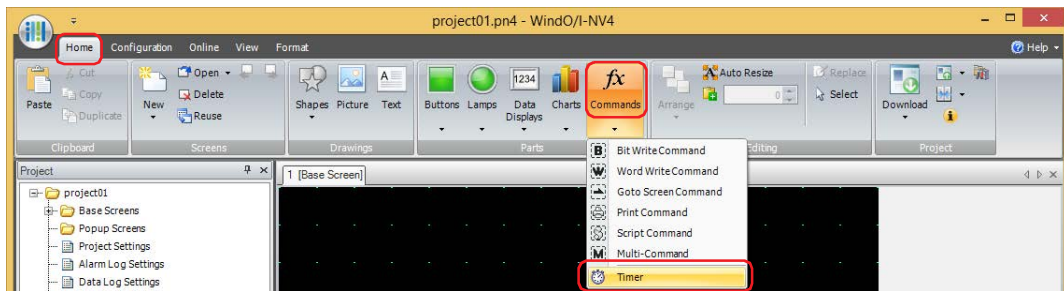 project01.pn4 - WindO/I-NV4
Home Configuration Online View Format Help
Cut
Copy
Duplicate
Paste
New
Open
Delete
Reuse
Shapes Picture Text
A
Buttons Lamps Data Displays Charts Commands
1234
fx
Arrange
Auto Resize
0
Replace
Select
Download
Clipboard Screens Drawings Parts Editing Project
Project
project01
Base Screens
Popup Screens
Project Settings
Alarm Log Settings
Data Log Settings
1 [Base Screen]
B Bit Write Command
W Word Write Command
Goto Screen Command
Print Command
Script Command
M Multi-Command
Timer